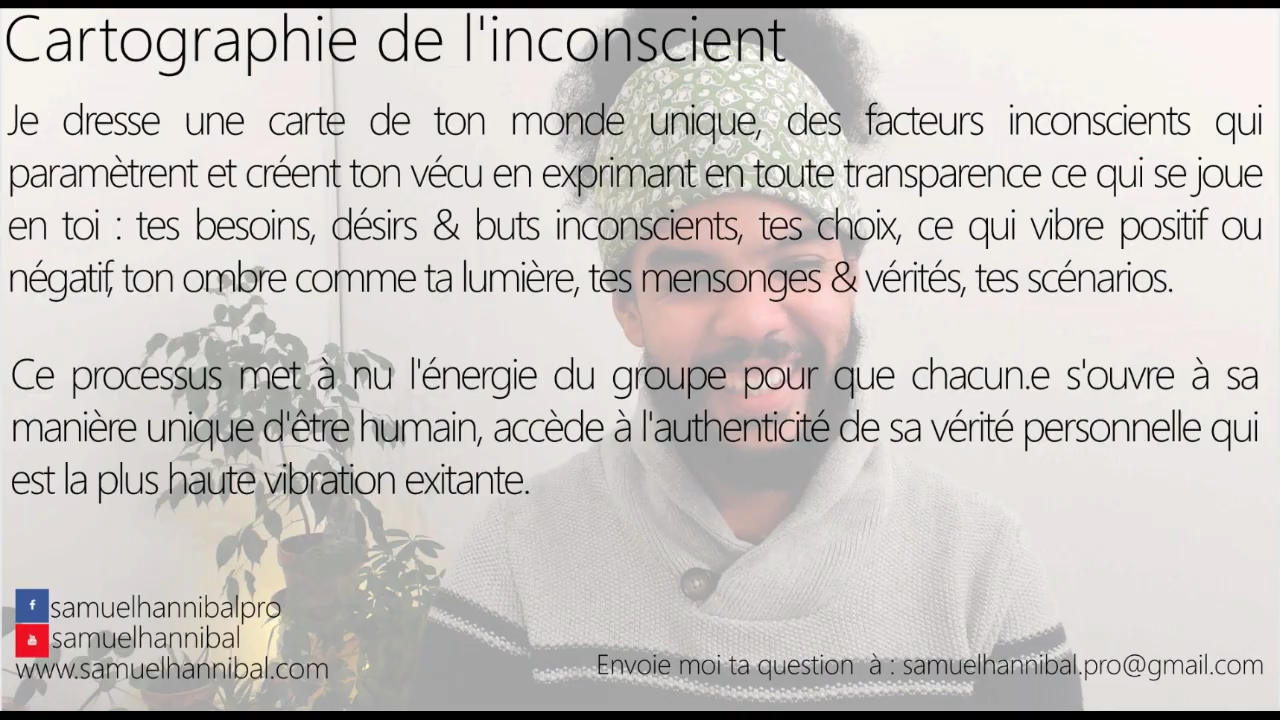 Cartographie de l'inconscient
Je dresse une carte de ton monde unique, des facteurs inconscients qui
paramètrent et créent ton vécu en exprimant en toute transparence ce qui se joue
en toi : tes besoins, désirs & buts inconscients, tes choix, ce qui vibre positif ou
négatif, ton ombre comme ta lumière, tes mensonges & vérités, tes scénarios.
Ce processus met à nu l'énergie du groupe pour que chacun.e s'ouvre à sa
manière unique d'être humain, accède à l'authenticité de sa vérité personnelle qui
est la plus haute vibration exitante.
f samuelhannibalpro
samuelhannibal
www.samuelhannibal.com
Envoie moi ta question à : samuelhannibal.pro@gmail.com